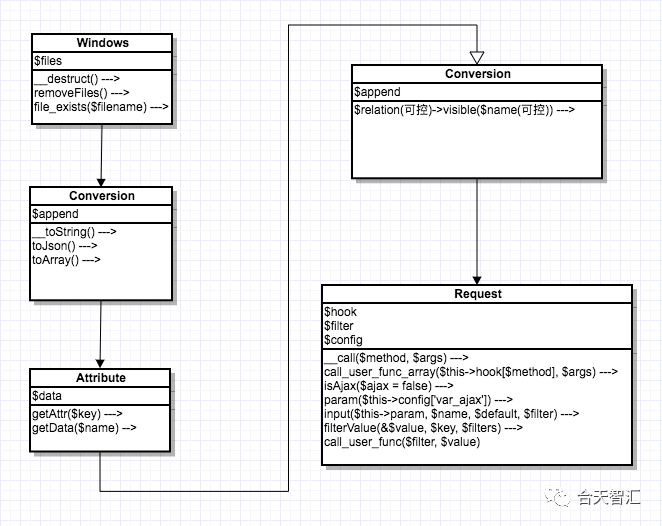 Windows
$files
__destruct() --->
removeFiles() --->
file_exists($filename) --->
Conversion
$append
__toString() --->
toJson() --->
toArray() --->
Attribute
$data
getAttr($key) --->
getData($name) -->
Conversion
$append
$relation(可控)->visible($name(可控)) --->
Request
$hook
$filter
$config
__call($method, $args) --->
call_user_func_array($this->hook[$method], $args) --->
isAjax($ajax = false) --->
param($this->config['var_ajax']) --->
input($this->param, $name, $default, $filter) --->
filterValue(&$value, $key, $filters) --->
call_user_func($filter, $value)
合天智汇